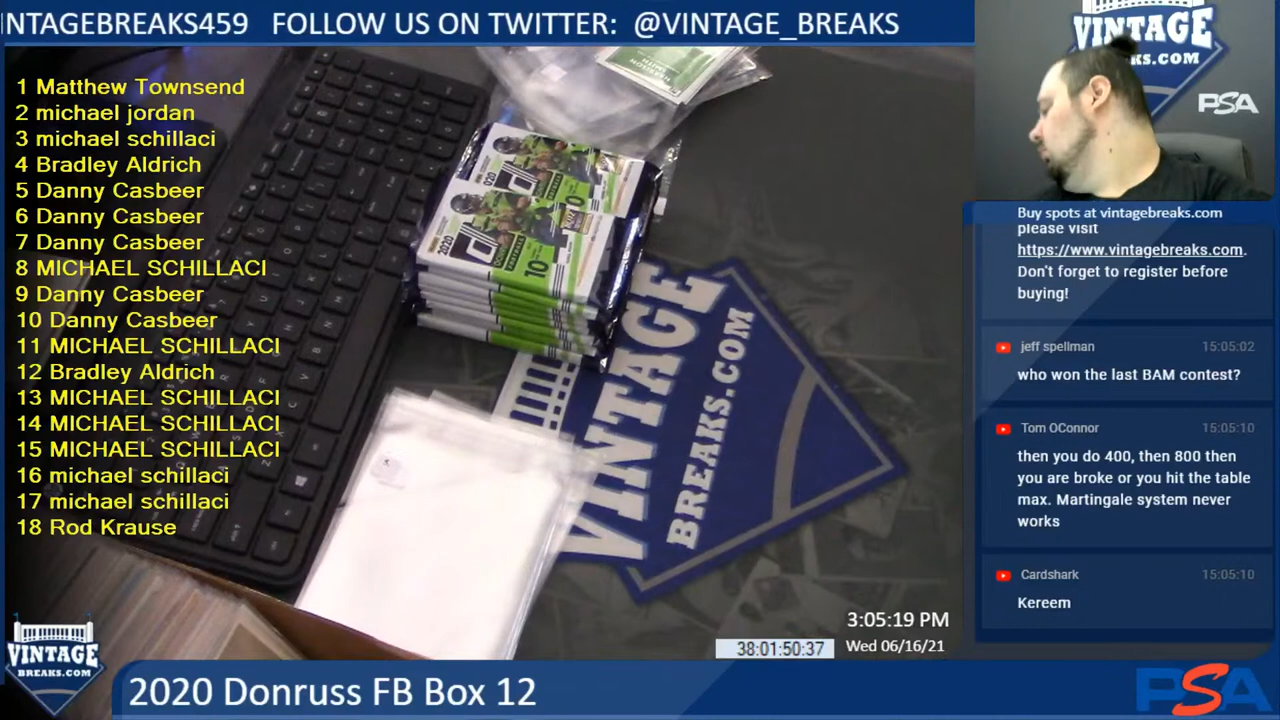 INTAGEBREAKS459 FOLLOW US ON TWITTER: @VINTAGE_BREAKS
1 Matthew Townsend
2 michael jordan
3 michael schillaci
4 Bradley Aldrich
5 Danny Casbeer
6 Danny Casbeer
7 Danny Casbeer
8 MICHAEL SCHILLACI
9 Danny Casbeer
10 Danny Casbeer
11 MICHAEL SCHILLACI
12 Bradley Aldrich
13 MICHAEL SCHILLACI
14 MICHAEL SCHILLACI
15 MICHAEL SCHILLACI
16 michael schillaci
17 michael schillaci
18 Rod Krause
2020
10
VINTAGE
BREAKS.COM
VINTAGE
KS.COM
PSA
Buy spots at vintagebreaks.com
please visit
https://www.vintagebreaks.com.
Don't forget to register before
buying!
jeff spellman 15:05:02
who won the last BAM contest?
Tom OConnor 15:05:10
then you do 400, then 800 then
you are broke or you hit the table
max. Martingale system never
works
Cardshark 15:05:10
Kereem
3:05:19 PM
38:01:50:37 Wed 06/16/21
VINTAGE
BREAKS.COM
2020 Donruss FB Box 12
PSA